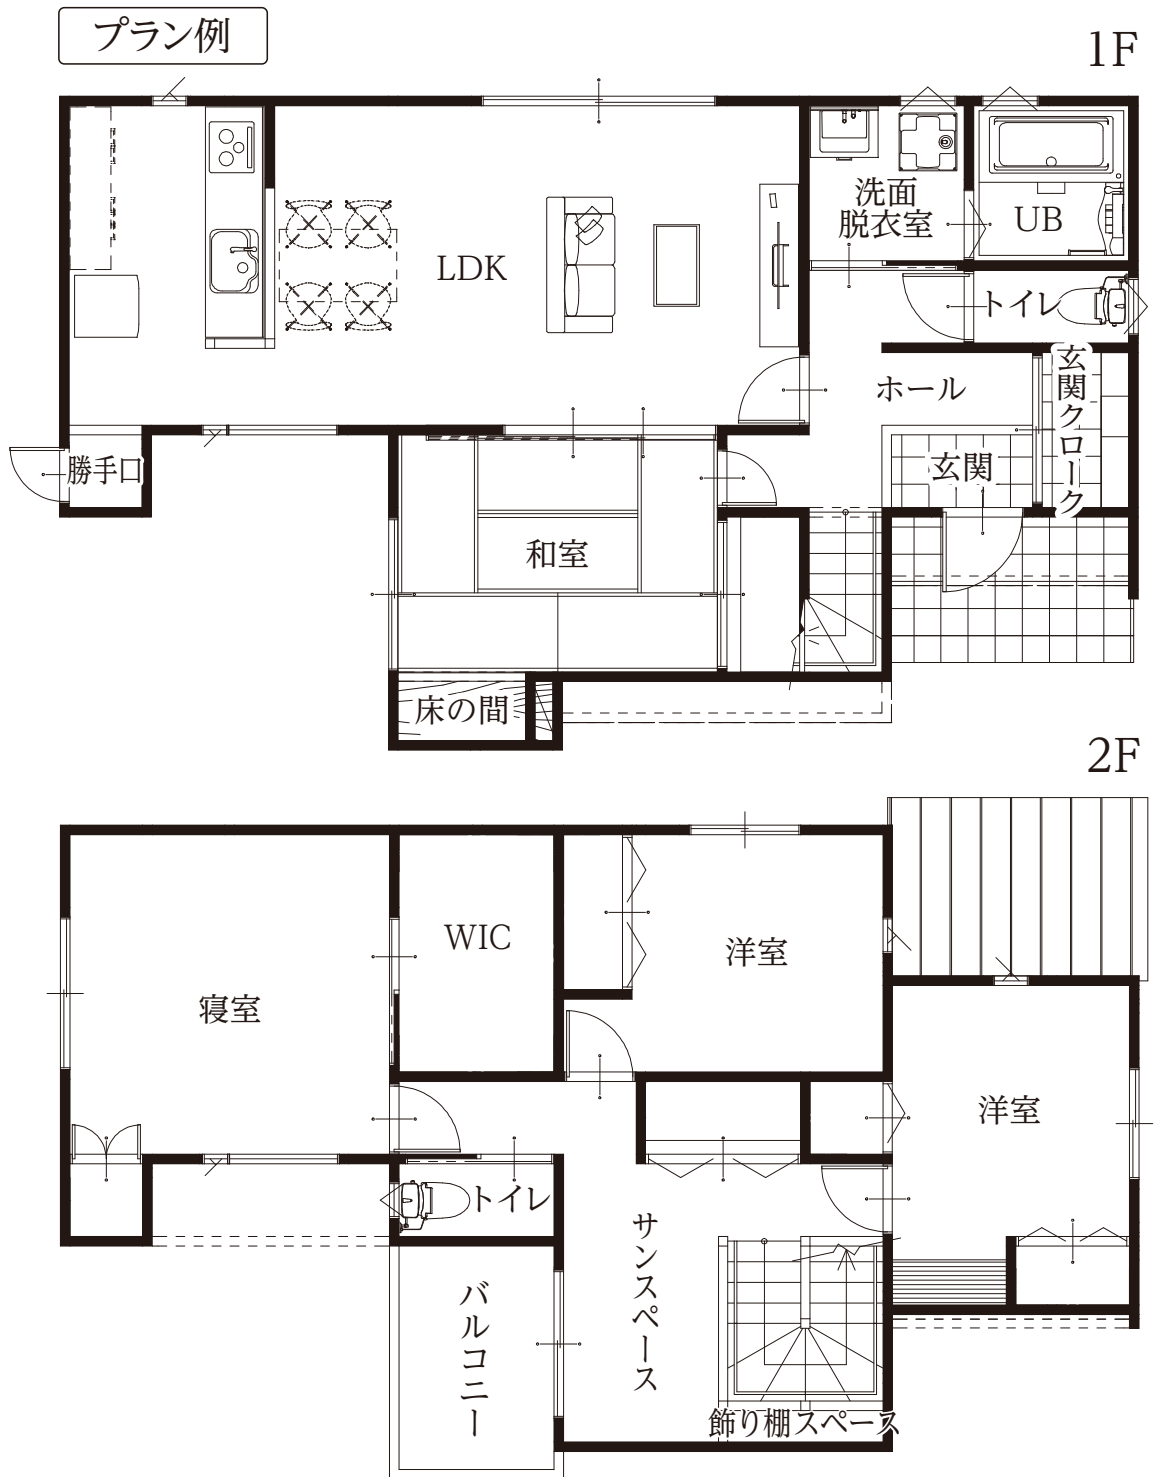 プラン例
1F
洗面
脱衣室
UB
LDK
トイレ
ホール
玄関クローク
玄関
勝手口
和室
床の間
2F
WIC
洋室
寝室
洋室
トイレ
サンスペース
バルコニー
飾り棚スペース